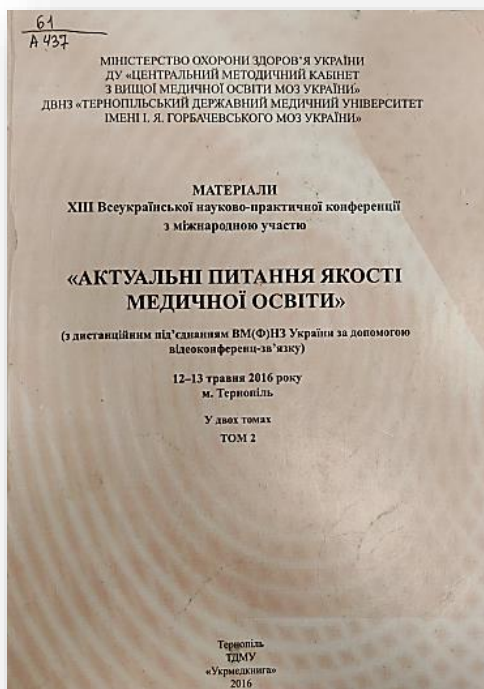 61
А 437
МІНІСТЕРСТВО ОХОРОНИ ЗДОРОВ'Я УКРАЇНИ
ДУ «ЦЕНТРАЛЬНИЙ МЕТОДИЧНИЙ КАБІНЕТ
З ВИЩОЇ МЕДИЧНОЇ ОСВІТИ МОЗ УКРАЇНИ»
ДВНЗ «ТЕРНОПІЛЬСЬКИЙ ДЕРЖАВНИЙ МЕДИЧНИЙ УНІВЕРСИТЕТ
ІМЕНІ І. Я. ГОРБАЧЕВСЬКОГО МОЗ УКРАЇНИ»
МАТЕРІАЛИ
XIII Всеукраїнської науково-практичної конференції
з міжнародною участю
«АКТУАЛЬНІ ПИТАННЯ ЯКОСТІ
МЕДИЧНОЇ ОСВІТИ»
(з дистанційним під'єднанням ВМ(Ф)НЗ України за допомогою
відеоконференц-зв'язку)
12–13 травня 2016 року
м. Тернопіль
У двох томах
ТОМ 2
Тернопіль
ТДМУ
«Укрмедкнига»
2016